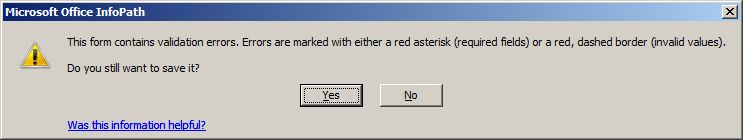 Microsoft Office InfoPath
This form contains validation errors. Errors are marked with either a red asterisk (required fields) or a red, dashed border (invalid values).
Do you still want to save it?
Yes No
Was this information helpful?